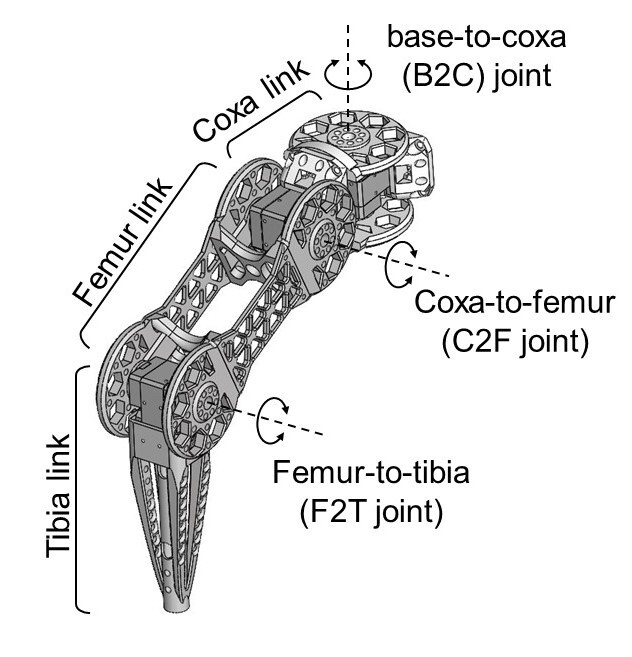 base-to-coxa
(B2C) joint
Coxa link
Femur link
Coxa-to-femur
(C2F joint)
Tibia link
Femur-to-tibia
(F2T joint)